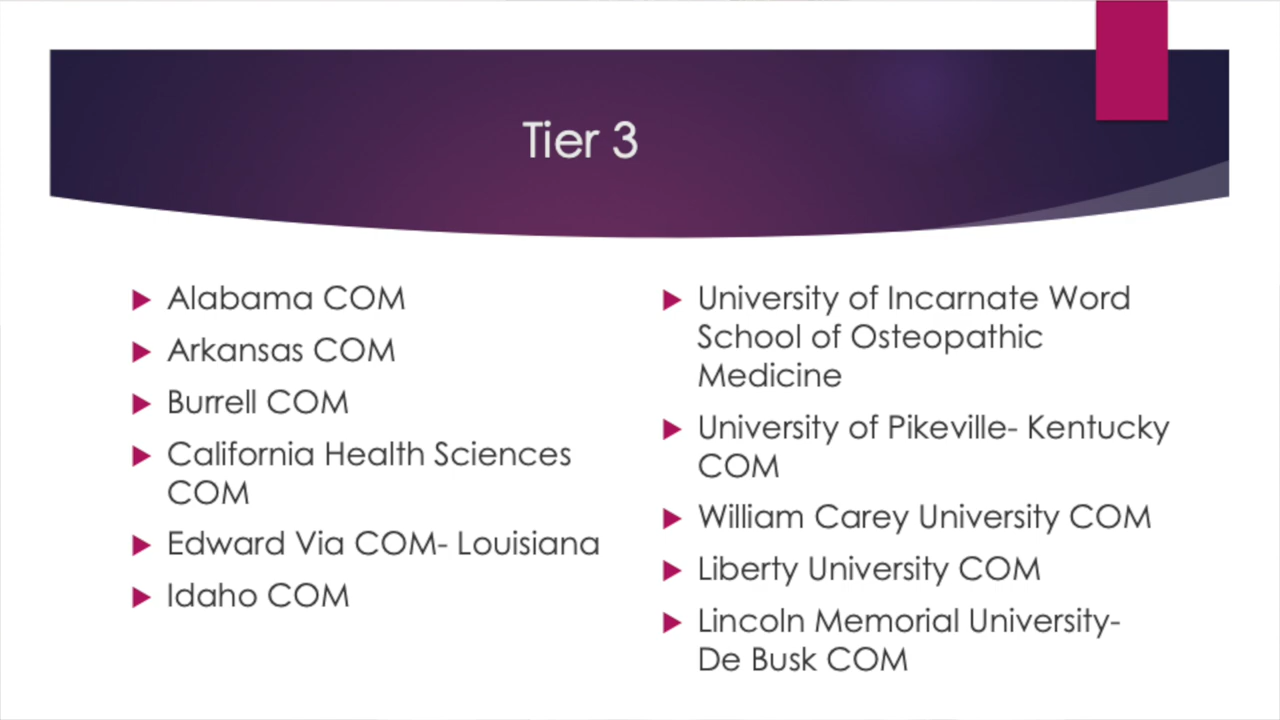 Tier 3
Alabama COM
Arkansas COM
Burrell COM
California Health Sciences
COM
Edward Via COM- Louisiana
Idaho COM
University of Incarnate Word
School of Osteopathic
Medicine
University of Pikeville- Kentucky
COM
William Carey University COM
Liberty University COM
Lincoln Memorial University-
De Busk COM